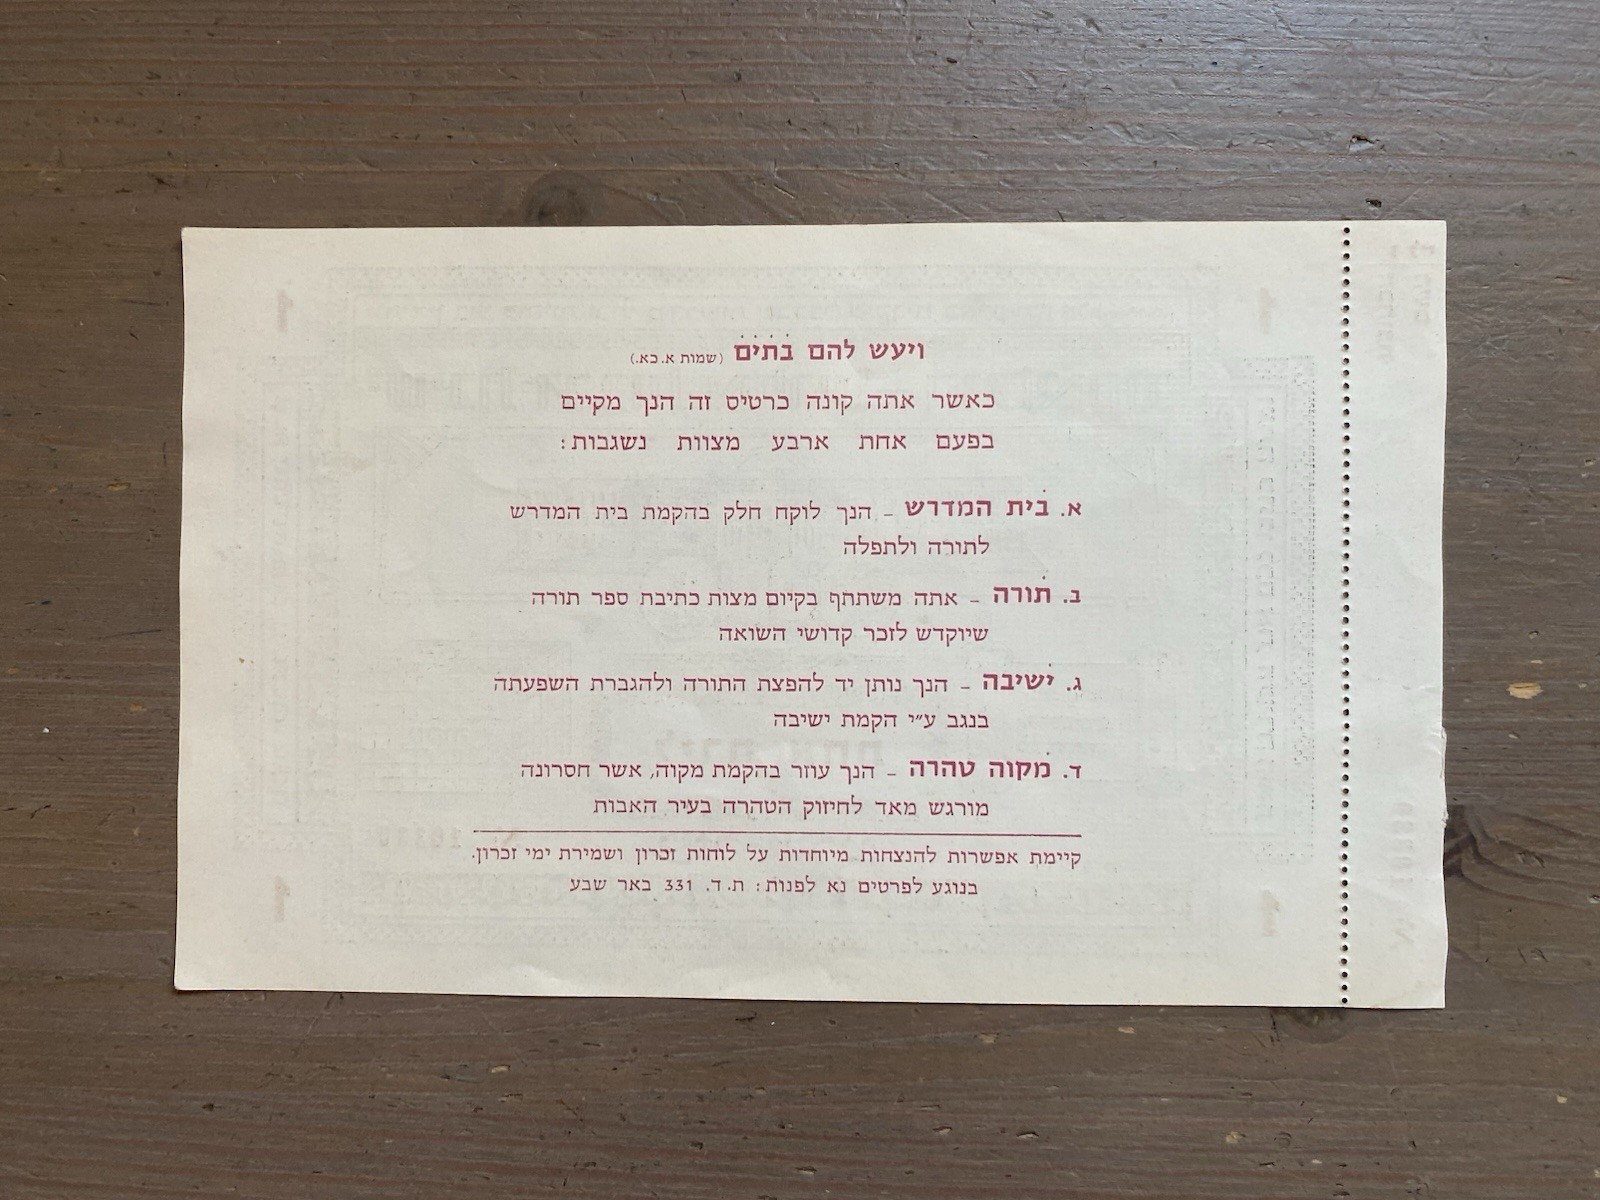 ויעש להם בתים (שמות א. כא.)
כאשר אתה קונה כרטיס זה הנך מקיים
בפעם אחת ארבע מצוות נשגבות:
א. בית המדרש – הנך לוקח חלק בהקמת בית המדרש
לתורה ולתפלה
ב. תורה – אתה משתתף בקיום מצות כתיבת ספר תורה
שיוקדש לזכר קדושי השואה
ג. ישיבה – הנך נותן יד להפצת התורה ולהגברת השפעתה
בנגב ע״י הקמת ישיבה
ד. מקוה טהרה – הנך עוזר בהקמת מקוה, אשר חסרונה
מורגש מאד לחיזוק הטהרה בעיר האבות
קיימת אפשרות להנצחות מיוחדות על לוחות זכרון ושמירת ימי זכרון.
בנוגע לפרטים נא לפנות: ת.ד. 331 באר שבע